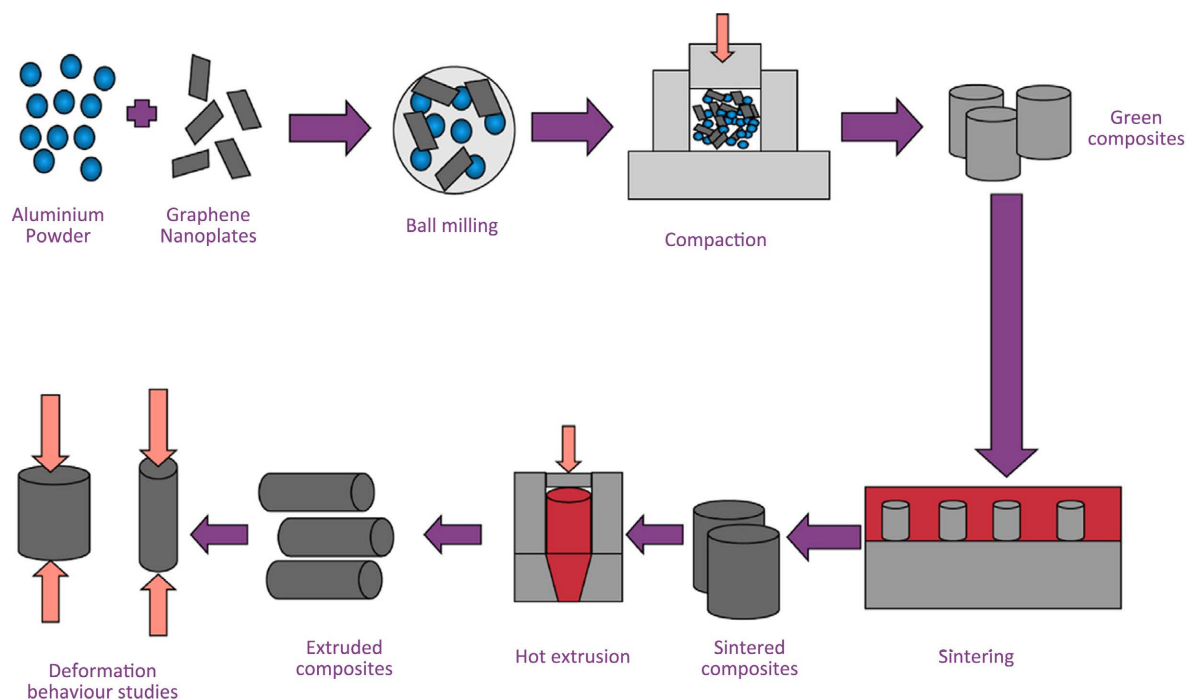 Aluminium
Powder
Graphene
Nanoplates
Ball milling
Compaction
Green
composites
Deformation
behaviour studies
Extruded
composites
Hot extrusion
Sintered
composites
Sintering